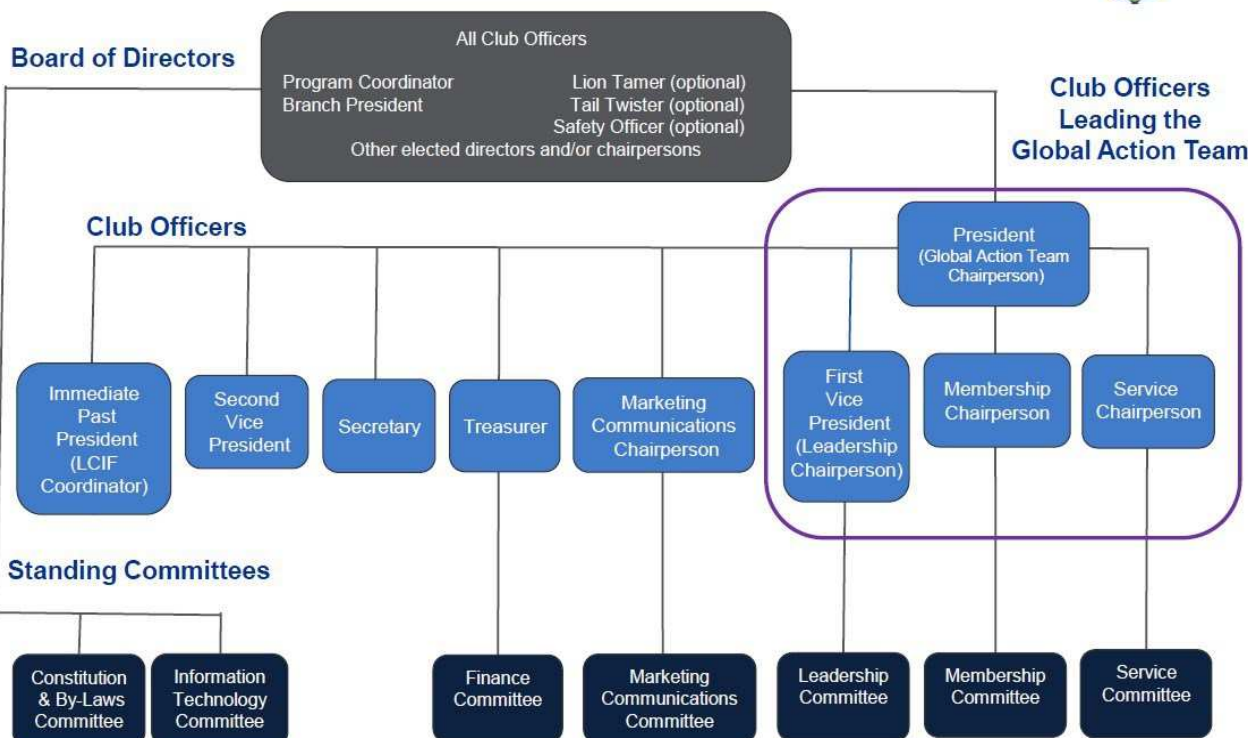 All Club Officers
Board of Directors
Program Coordinator
Lion Tamer (optional)
Branch President
Tail Twister (optional)
Safety Officer (optional)
Other elected directors and/or chairpersons
Club Officers
Leading the
Global Action Team
Club Officers
President
(Global Action Team
Chairperson)
Immediate
Past
President
(LCIF
Coordinator)
Second
Vice
President
Secretary
Treasurer
Marketing
Communications
Chairperson
First
Vice
President
(Leadership
Chairperson)
Membership
Chairperson
Service
Chairperson
Standing Committees
Constitution
& By-Laws
Committee
Information
Technology
Committee
Finance
Committee
Marketing
Communications
Committee
Leadership
Committee
Membership
Committee
Service
Committee